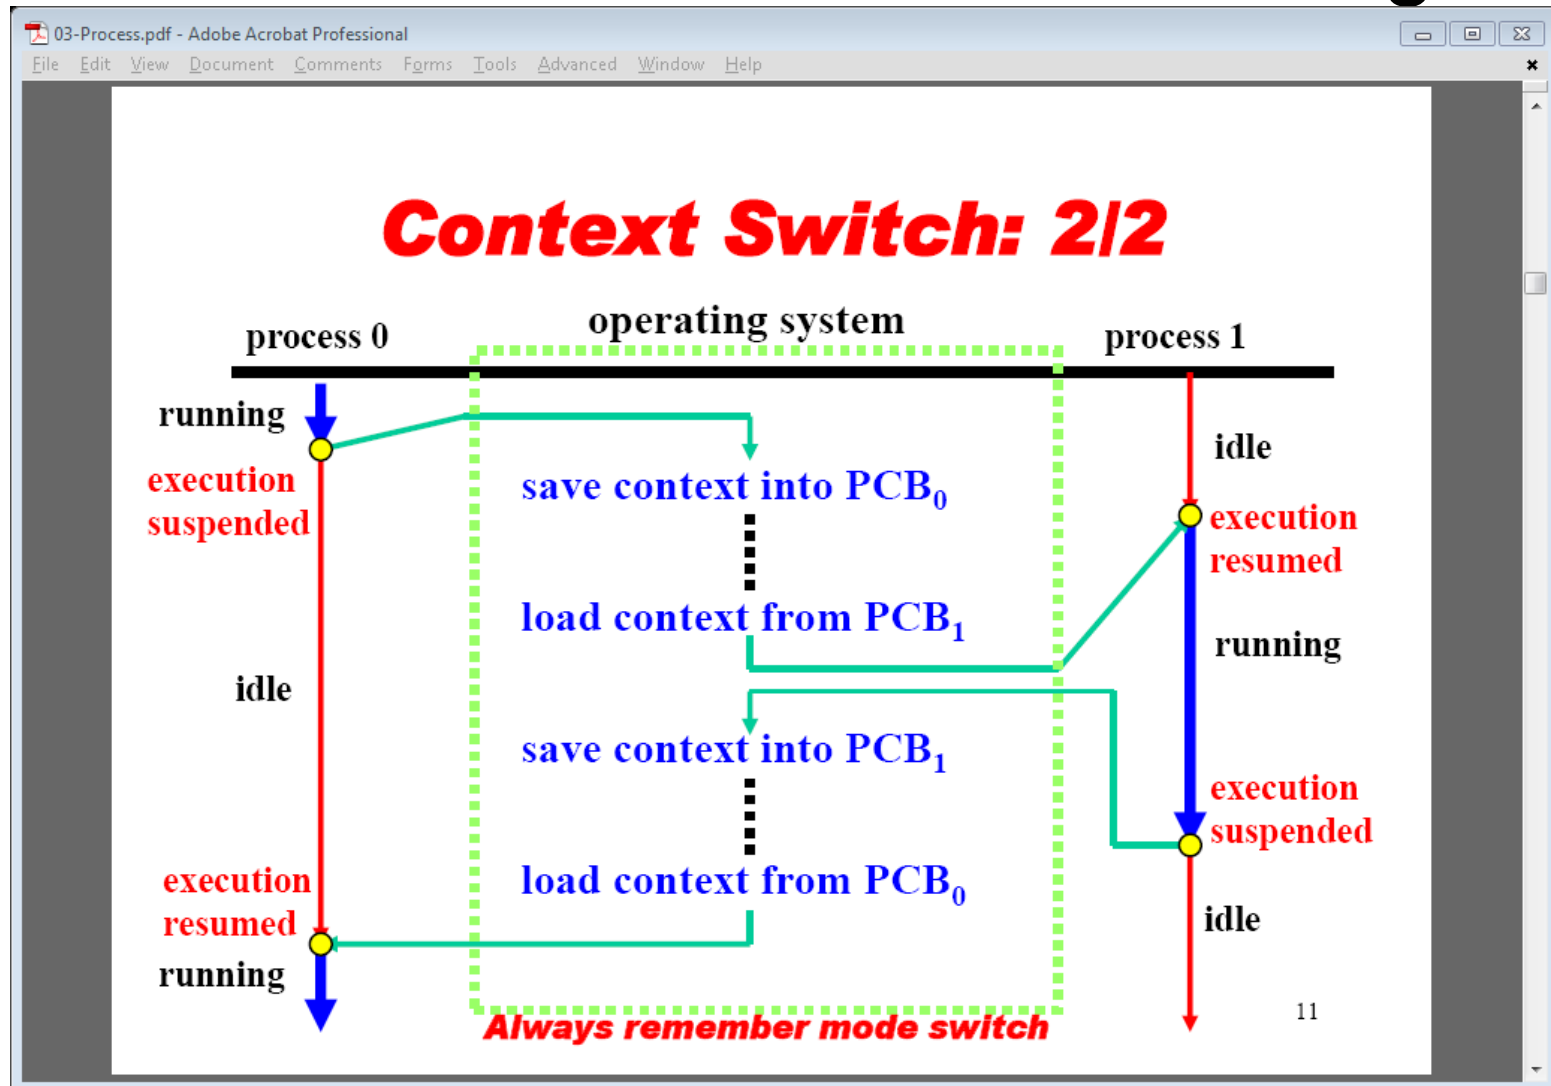 03-Process.pdf - Adobe Acrobat Professional
File Edit View Document Comments Forms Tools Advanced Window Help
Context Switch: 2/2
process 0
operating system
process 1
running
idle
execution
suspended
save context into PCB0
execution
resumed
load context from PCB1
running
idle
save context into PCB1
execution
suspended
load context from PCB0
execution
resumed
idle
running
11
Always remember mode switch